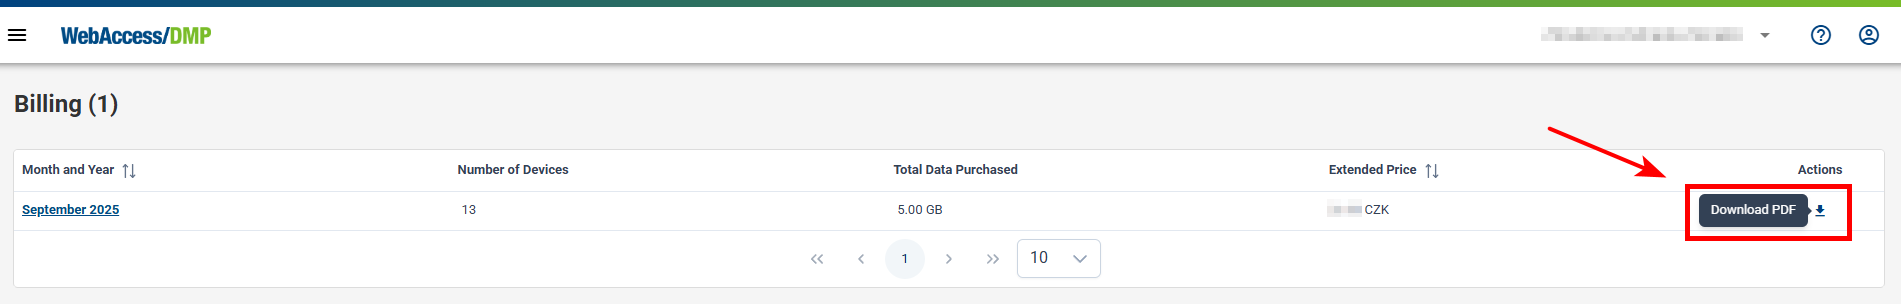 WebAccess/DMP
Billing (1)
Month and Year Number of Devices Total Data Purchased Extended Price Actions
September 2025 13 5.00 GB CZK Download PDF
1 10